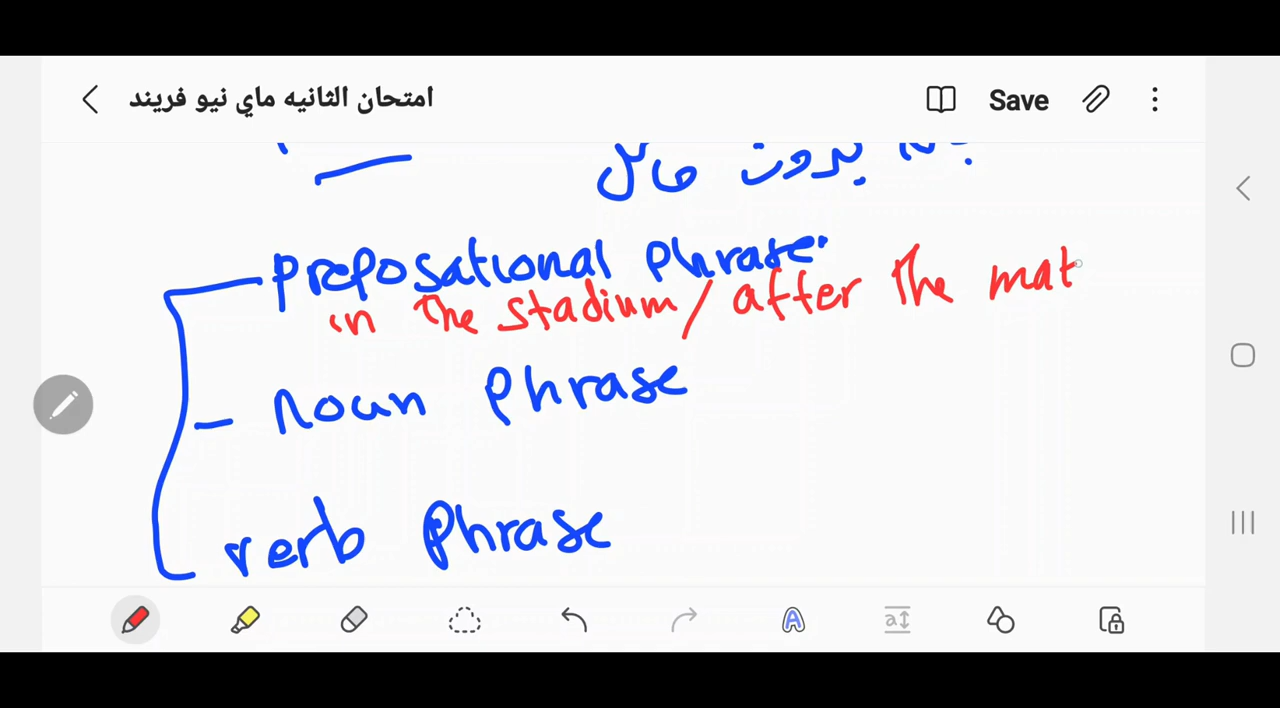 امتحان الثانيه ماي نيو فريند
Save
preposational phrase
in the stadium / after the mat
- noun phrase
verb phrase